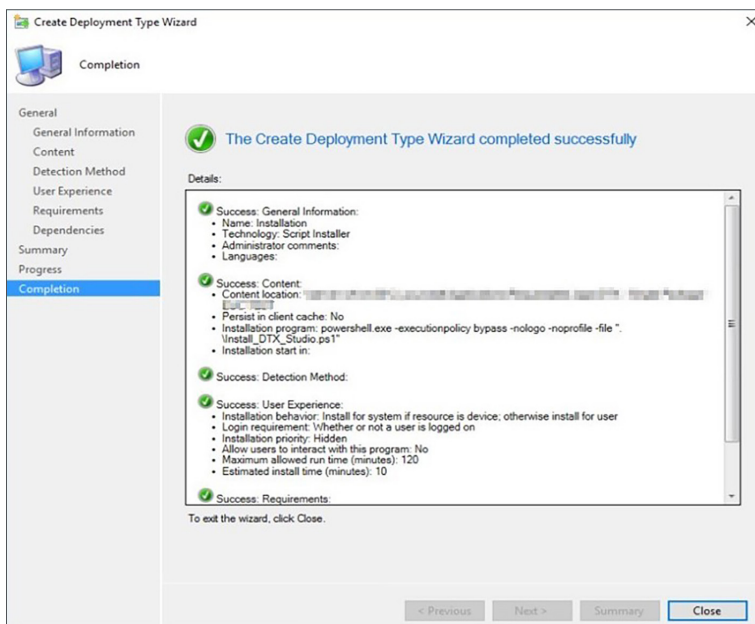 Create Deployment Type Wizard
Completion
General
General Information
Content
Detection Method
User Experience
Requirements
Dependencies
Summary
Progress
Completion
The Create Deployment Type Wizard completed successfully
Details:
Success: General Information:
• Name: Installation
• Technology: Script Installer
• Administrator comments:
• Languages:
Success: Content:
• Content location:
• Persist in client cache: No
• Installation program: powershell.exe -executionpolicy bypass -nologo -noprofile -file ".
\Install_DTX_Studio.ps1"
• Installation start in:
Success: Detection Method:
Success: User Experience:
• Installation behavior: Install for system if resource is device; otherwise install for user
• Login requirement: Whether or not a user is logged on
• Installation priority: Hidden
• Allow users to interact with this program: No
• Maximum allowed run time (minutes): 120
• Estimated install time (minutes): 10
Success: Requirements:
To exit the wizard, click Close.
< Previous
Next >
Summary
Close